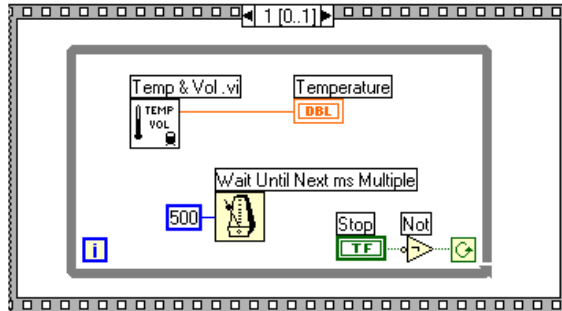 1 [0..1]
Temp & Vol .vi
Temperature
TEMP
VOL
DBL
Wait Until Next ms Multiple
500
Stop
Not
TF
i